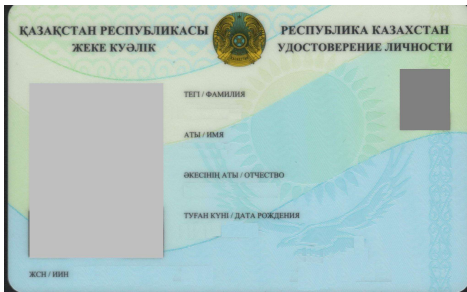 ҚАЗАҚСТАН РЕСПУБЛИКАСЫ
ЖЕКЕ КУӘЛІК
РЕСПУБЛИКА КАЗАХСТАН
УДОСТОВЕРЕНИЕ ЛИЧНОСТИ
ТЕГІ / ФАМИЛИЯ
АТЫ / ИМЯ
ӘКЕСІНІҢ АТЫ / ОТЧЕСТВО
ТУҒАН КҮНІ / ДАТА РОЖДЕНИЯ
ЖСН / ИИН